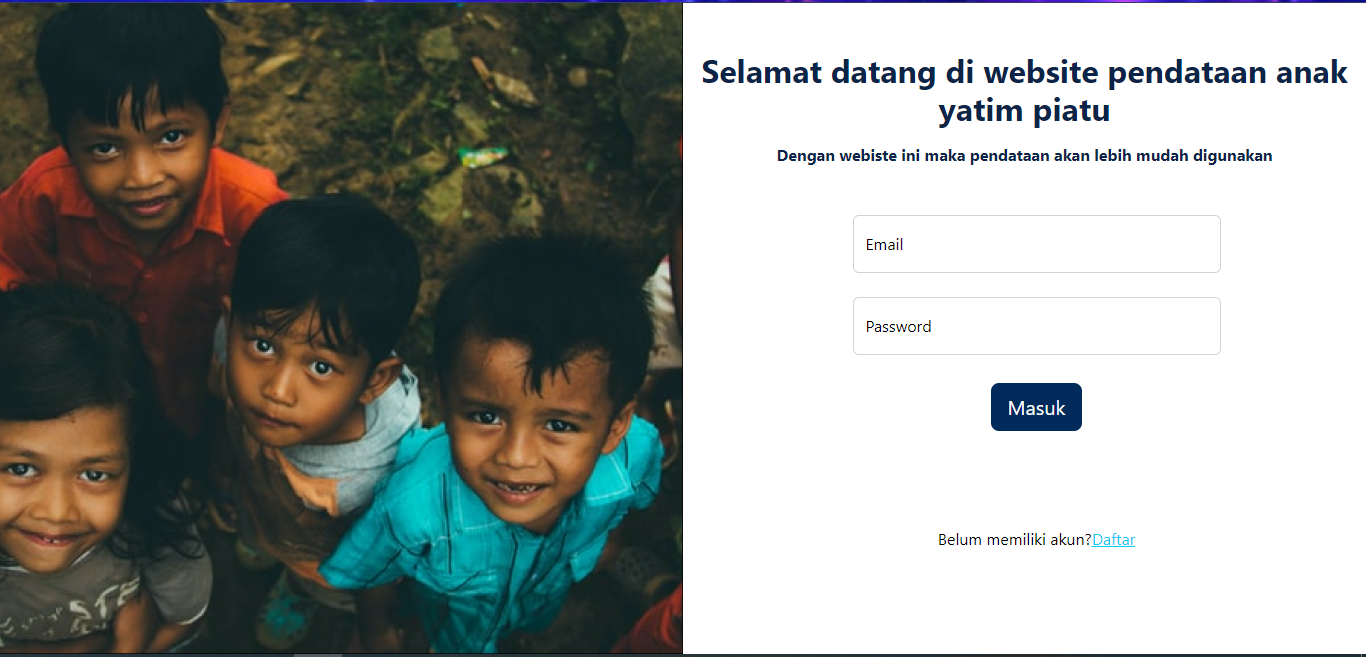 Selamat datang di website pendataan anak
yatim piatu
Dengan webiste ini maka pendataan akan lebih mudah digunakan
Email
Password
Masuk
Belum memiliki akun?Daftar